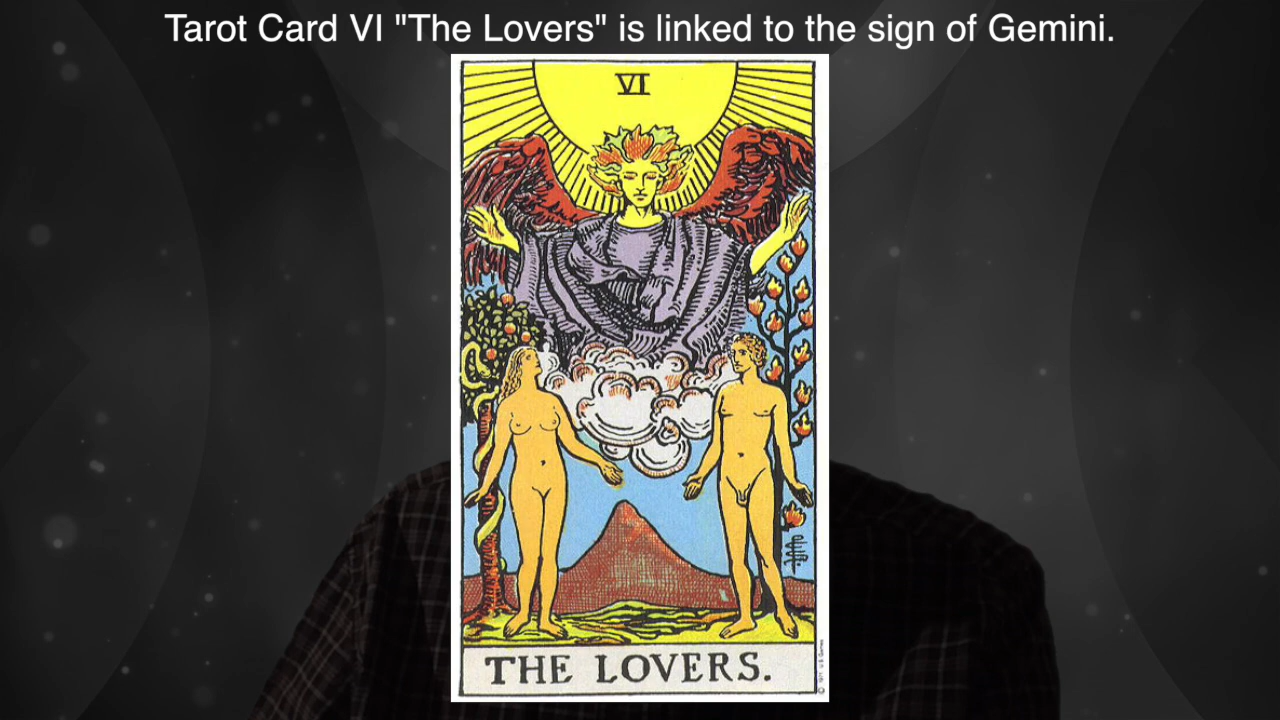 Tarot Card VI "The Lovers" is linked to the sign of Gemini.
VI
THE LOVERS.